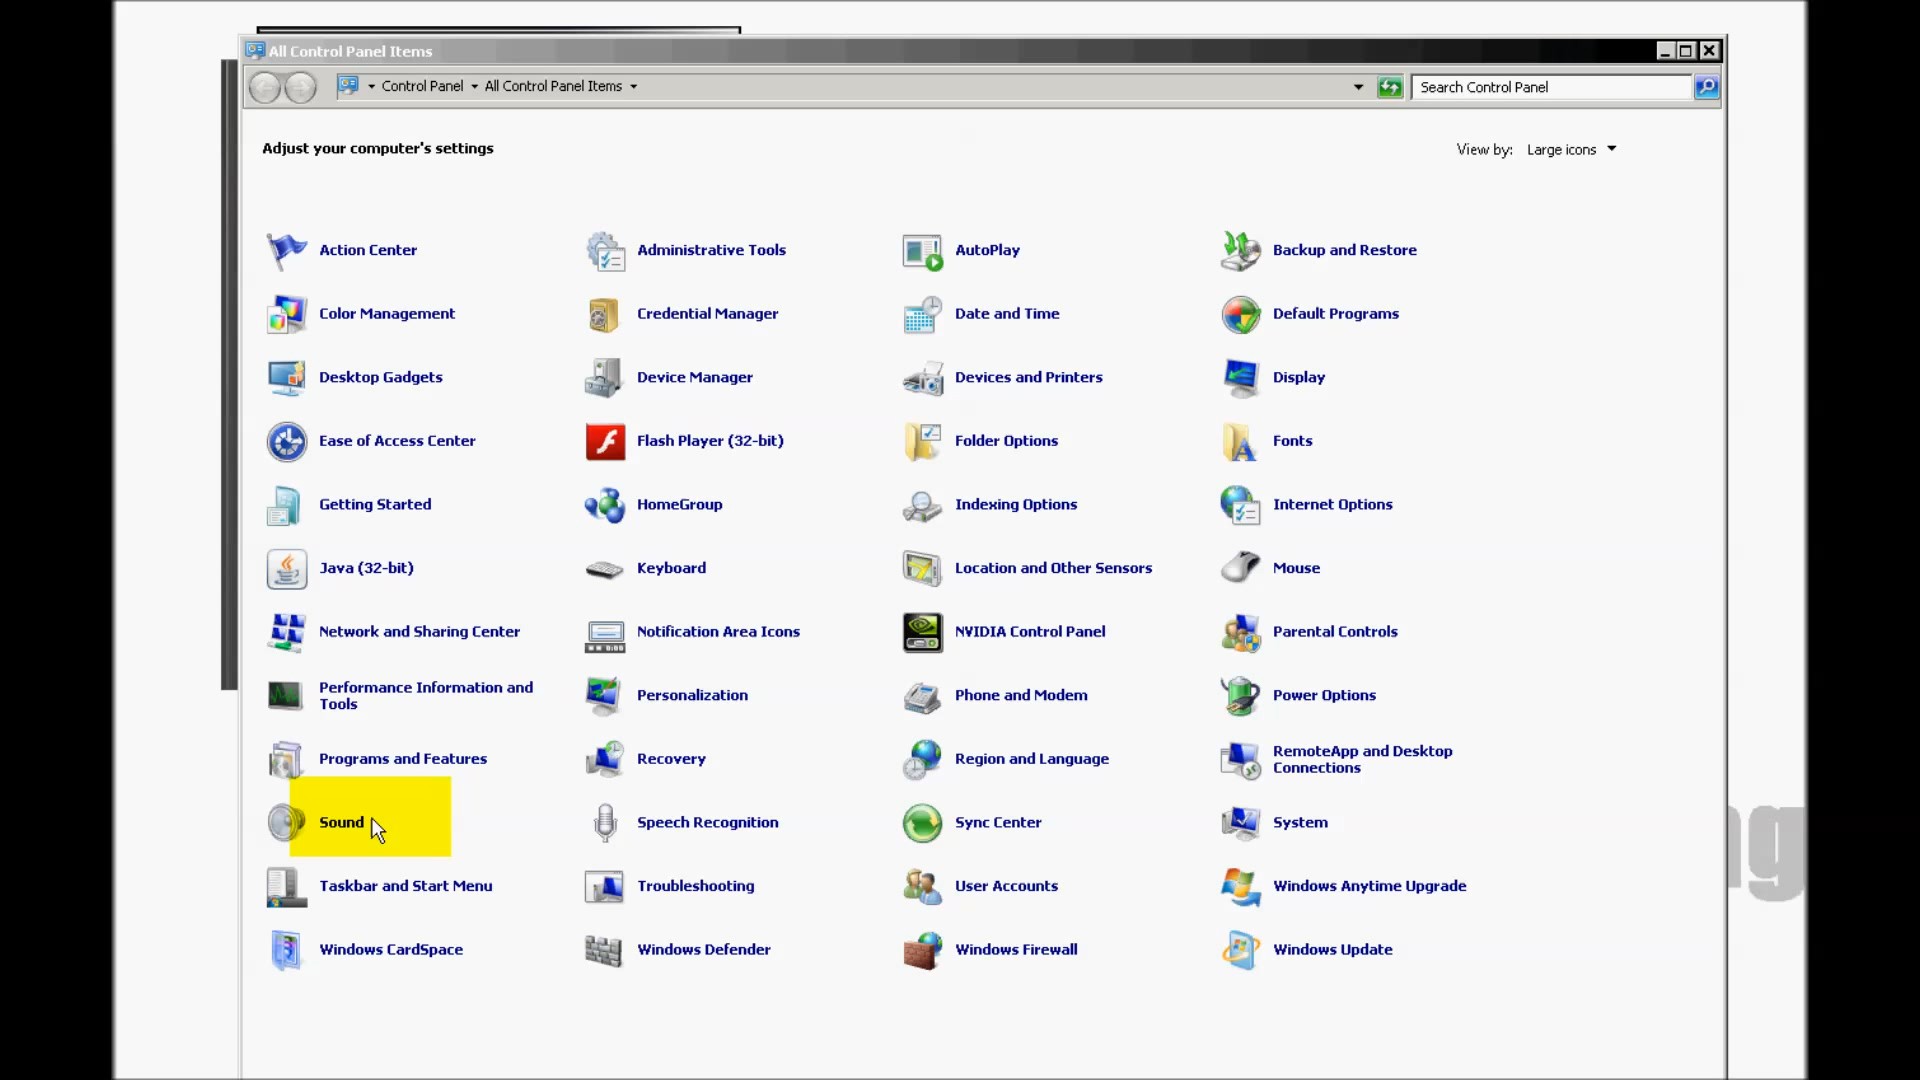 All Control Panel Items
Control Panel All Control Panel Items Search Control Panel
Adjust your computer's settings
View by: Large icons
Action Center Administrative Tools AutoPlay Backup and Restore
Color Management Credential Manager Date and Time Default Programs
Desktop Gadgets Device Manager Devices and Printers Display
Ease of Access Center Flash Player (32-bit) Folder Options Fonts
Getting Started HomeGroup Indexing Options Internet Options
Java (32-bit) Keyboard Location and Other Sensors Mouse
Network and Sharing Center Notification Area Icons NVIDIA Control Panel Parental Controls
Performance Information and
Tools
Personalization Phone and Modem Power Options
Programs and Features Recovery Region and Language
RemoteApp and Desktop
Connections
Sound Speech Recognition Sync Center System
Taskbar and Start Menu Troubleshooting User Accounts Windows Anytime Upgrade
Windows CardSpace Windows Defender Windows Firewall Windows Update